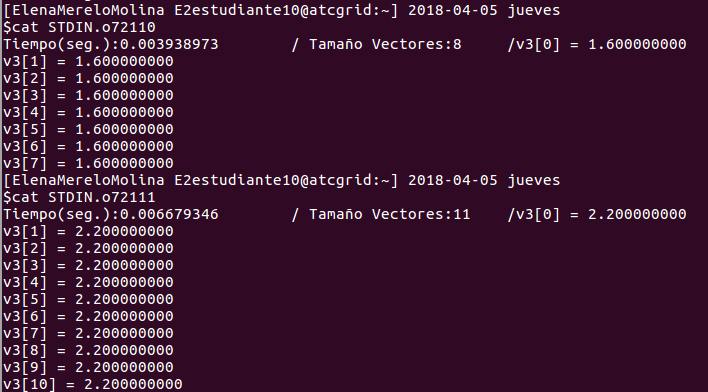 [ElenaMereloMolina E2estudiante10@atcgrid:~] 2018-04-05 jueves
$cat STDIN.o72110
Tiempo(seg.):0.003938973 / Tamaño Vectores:8 /v3[0] = 1.600000000
v3[1] = 1.600000000
v3[2] = 1.600000000
v3[3] = 1.600000000
v3[4] = 1.600000000
v3[5] = 1.600000000
v3[6] = 1.600000000
v3[7] = 1.600000000
[ElenaMereloMolina E2estudiante10@atcgrid:~] 2018-04-05 jueves
$cat STDIN.o72111
Tiempo(seg.):0.006679346 / Tamaño Vectores:11 /v3[0] = 2.200000000
v3[1] = 2.200000000
v3[2] = 2.200000000
v3[3] = 2.200000000
v3[4] = 2.200000000
v3[5] = 2.200000000
v3[6] = 2.200000000
v3[7] = 2.200000000
v3[8] = 2.200000000
v3[9] = 2.200000000
v3[10] = 2.200000000